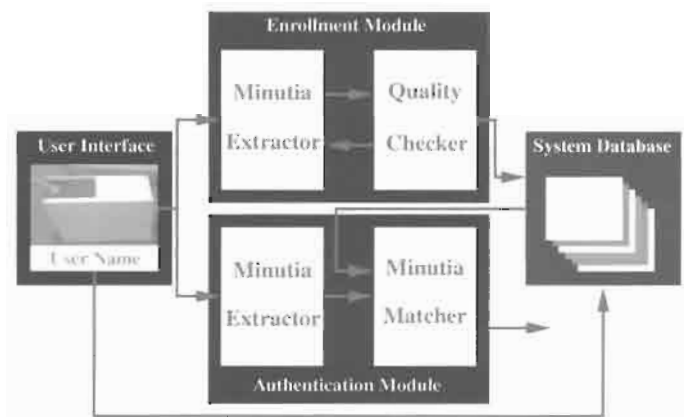 Enrollment Module
Minutia
Extractor
Quality
Checker
User Interface
User Name
System Database
Minutia
Extractor
Minutia
Matcher
Authentication Module